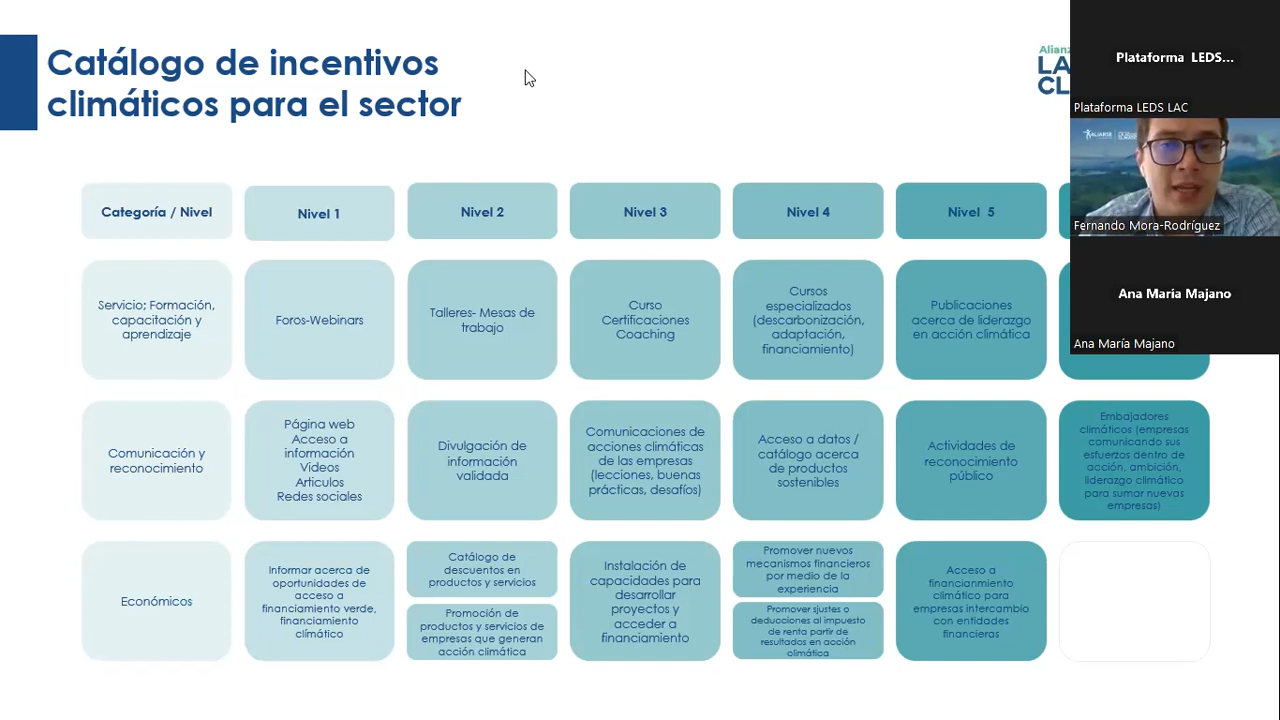 Catálogo de incentivos
climáticos para el sector
Alianz
LA
CL
Plataforma LEDS...
Plataforma LEDS LAC
ALIARSE
Fernando Mora-Rodríguez
Ana María Majano
Ana María Majano
Categoría / Nivel
Nivel 1
Nivel 2
Nivel 3
Nivel 4
Nivel 5
Servicio; Formación,
capacitación y
aprendizaje
Foros-Webinars
Talleres- Mesas de
trabajo
Curso
Certificaciones
Coaching
Cursos
especializados
(descarbonización,
adaptación,
financiamiento)
Publicaciones
acerca de liderazgo
en acción climática
Comunicación y
reconocimiento
Página web
Acceso a
información
Videos
Articulos
Redes sociales
Divulgación de
información
validada
Comunicaciones de
acciones climáticas
de las empresas
(lecciones, buenas
prácticas, desafíos)
Acceso a datos /
catálogo acerca
de productos
sostenibles
Actividades de
reconocimiento
público
Embajadores
climáticos (empresas
comunicando sus
esfuerzos dentro de
acción, ambición,
liderazgo climático
para sumar nuevas
empresas)
Económicos
Informar acerca de
oportunidades de
acceso a
financiamiento verde,
financiamiento
climático
Catálogo de
descuentos en
productos y servicios
Promoción de
productos y servicios de
empresas que generan
acción climática
Instalación de
capacidades para
desarrollar
proyectos y
acceder a
financiamiento
Promover nuevos
mecanismos financieros
por medio de la
experiencia
Promover sjustes o
deducciones al impuesto
de renta partir de
resultados en acción
climática
Acceso a
financianmiento
climático para
empresas intercambio
con entidades
financieras